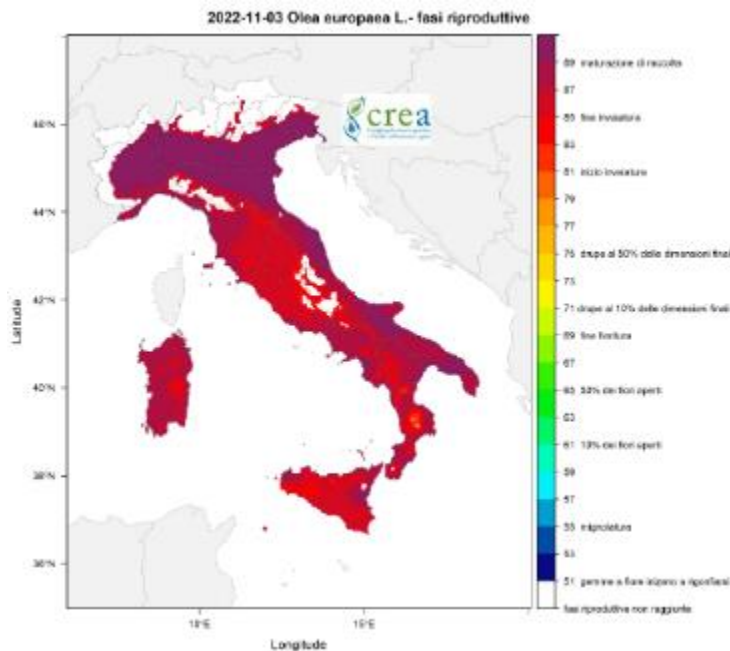 2022-11-03 Olea europaea L.- fasi riproduttive
crea
89 maturazione di raccolta
87
85 fine invaiatura
83
81 inizio invaiatura
79
77
75 drupe al 50% delle dimensioni finali
73
71 drupe al 10% delle dimensioni finali
69 fine fioritura
67
65 50% dei fiori aperti
63
61 10% dei fiori aperti
59
57
55 mignolatura
53
51 gemme a fiore iniziano a rigonfiarsi
fasi riproduttive non raggiunte
46°N
44°N
42°N
40°N
38°N
36°N
Latitude
10°E
15°E
Longitude